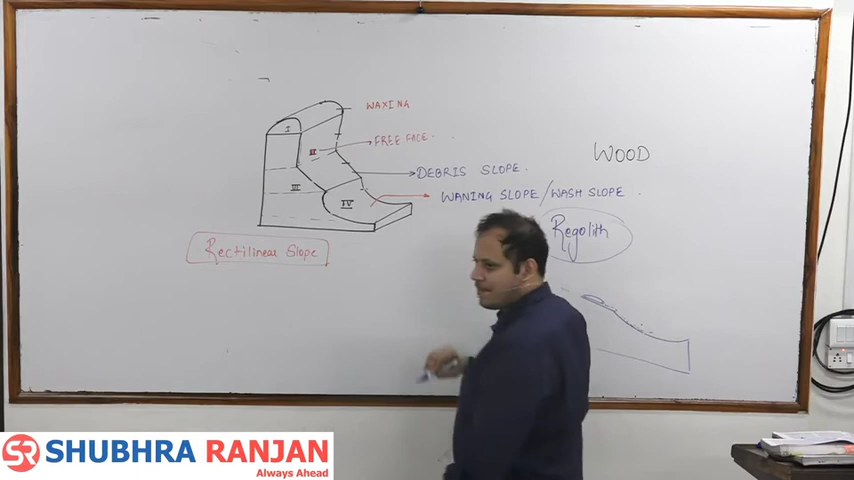 WAXING
I
II
FREE FACE
DEBRIS SLOPE.
III
IV
WANING SLOPE/WASH SLOPE
Rectilinear Slope
WOOD
Regolith
SR SHUBHRA RANJAN
Always Ahead